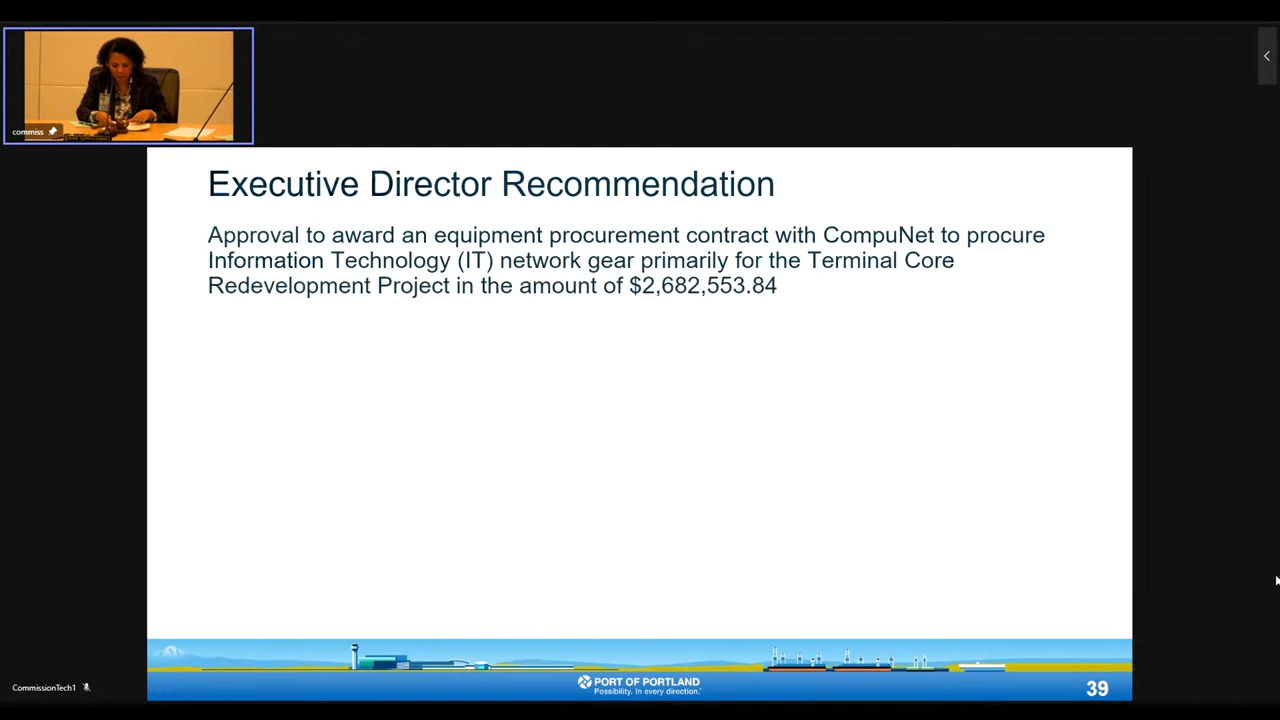 commiss
Executive Director Recommendation
Approval to award an equipment procurement contract with CompuNet to procure
Information Technology (IT) network gear primarily for the Terminal Core
Redevelopment Project in the amount of $2,682,553.84
CommissionTech1
PORT OF PORTLAND
Possibility. In every direction.
39